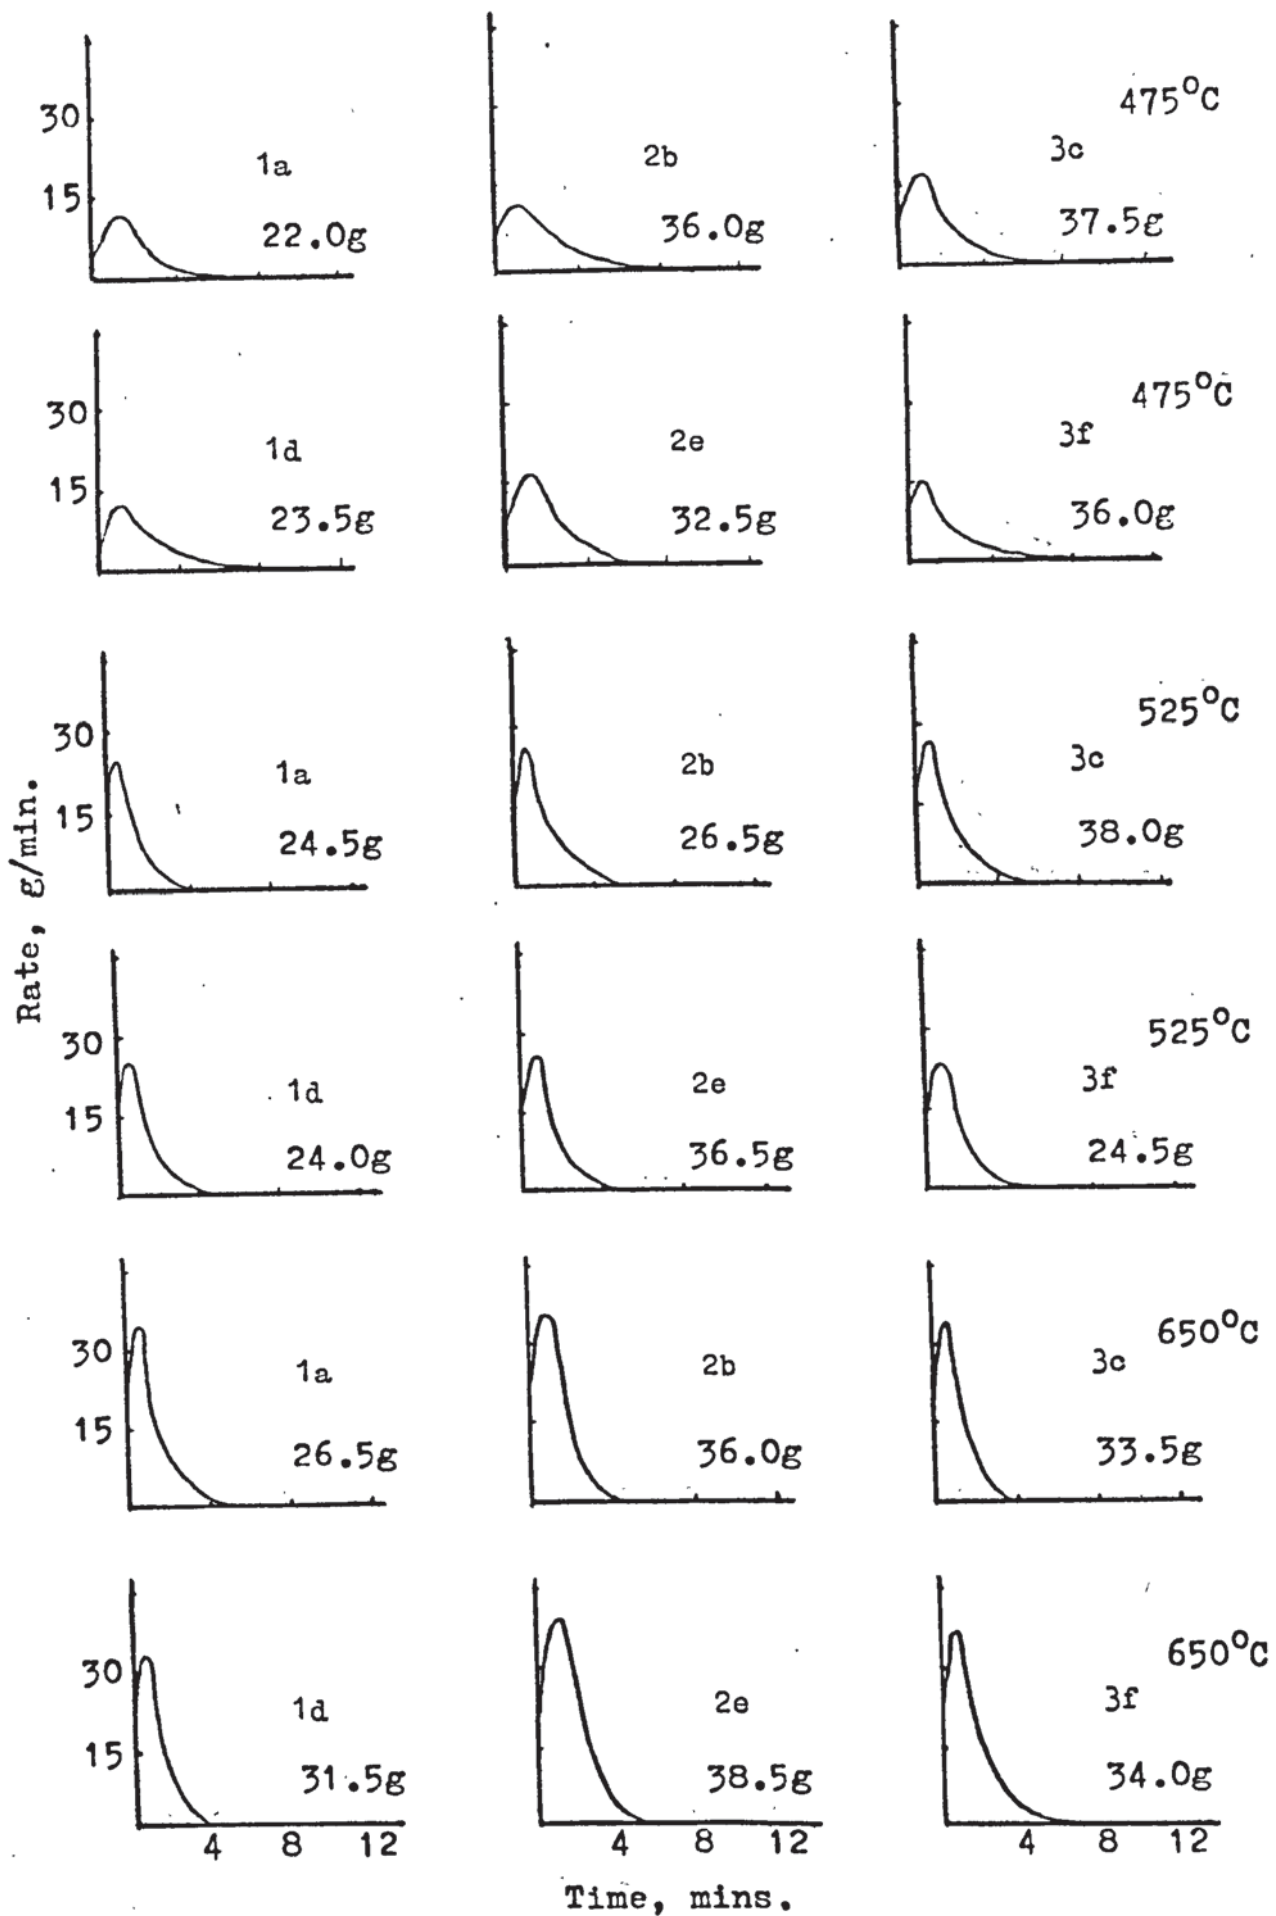 475°C
30
1a
2b
3c
15
22.0g
36.0g
37.5g
475°C
30
1d
2e
3f
15
23.5g
32.5g
36.0g
525°C
30
1a
2b
3c
15
24.5g
26.5g
38.0g
Rate, g/min.
525°C
30
1d
2e
3f
15
24.0g
36.5g
24.5g
650°C
30
1a
2b
3c
15
26.5g
36.0g
33.5g
650°C
30
1d
2e
3f
15
31.5g
38.5g
34.0g
4 8 12 4 8 12 4 8 12
Time, mins.